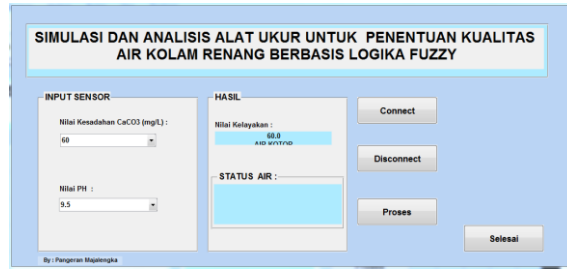 SIMULASI DAN ANALISIS ALAT UKUR UNTUK PENENTUAN KUALITAS
AIR KOLAM RENANG BERBASIS LOGIKA FUZZY
INPUT SENSOR
Nilai Kesadahan CaCO3 (mg/L) :
60
Nilai PH :
9.5
HASIL
Nilai Kelayakan :
60.0
AIR KOTOR
STATUS AIR :
Connect
Disconnect
Proses
Selesai
By : Pangeran Majalengka